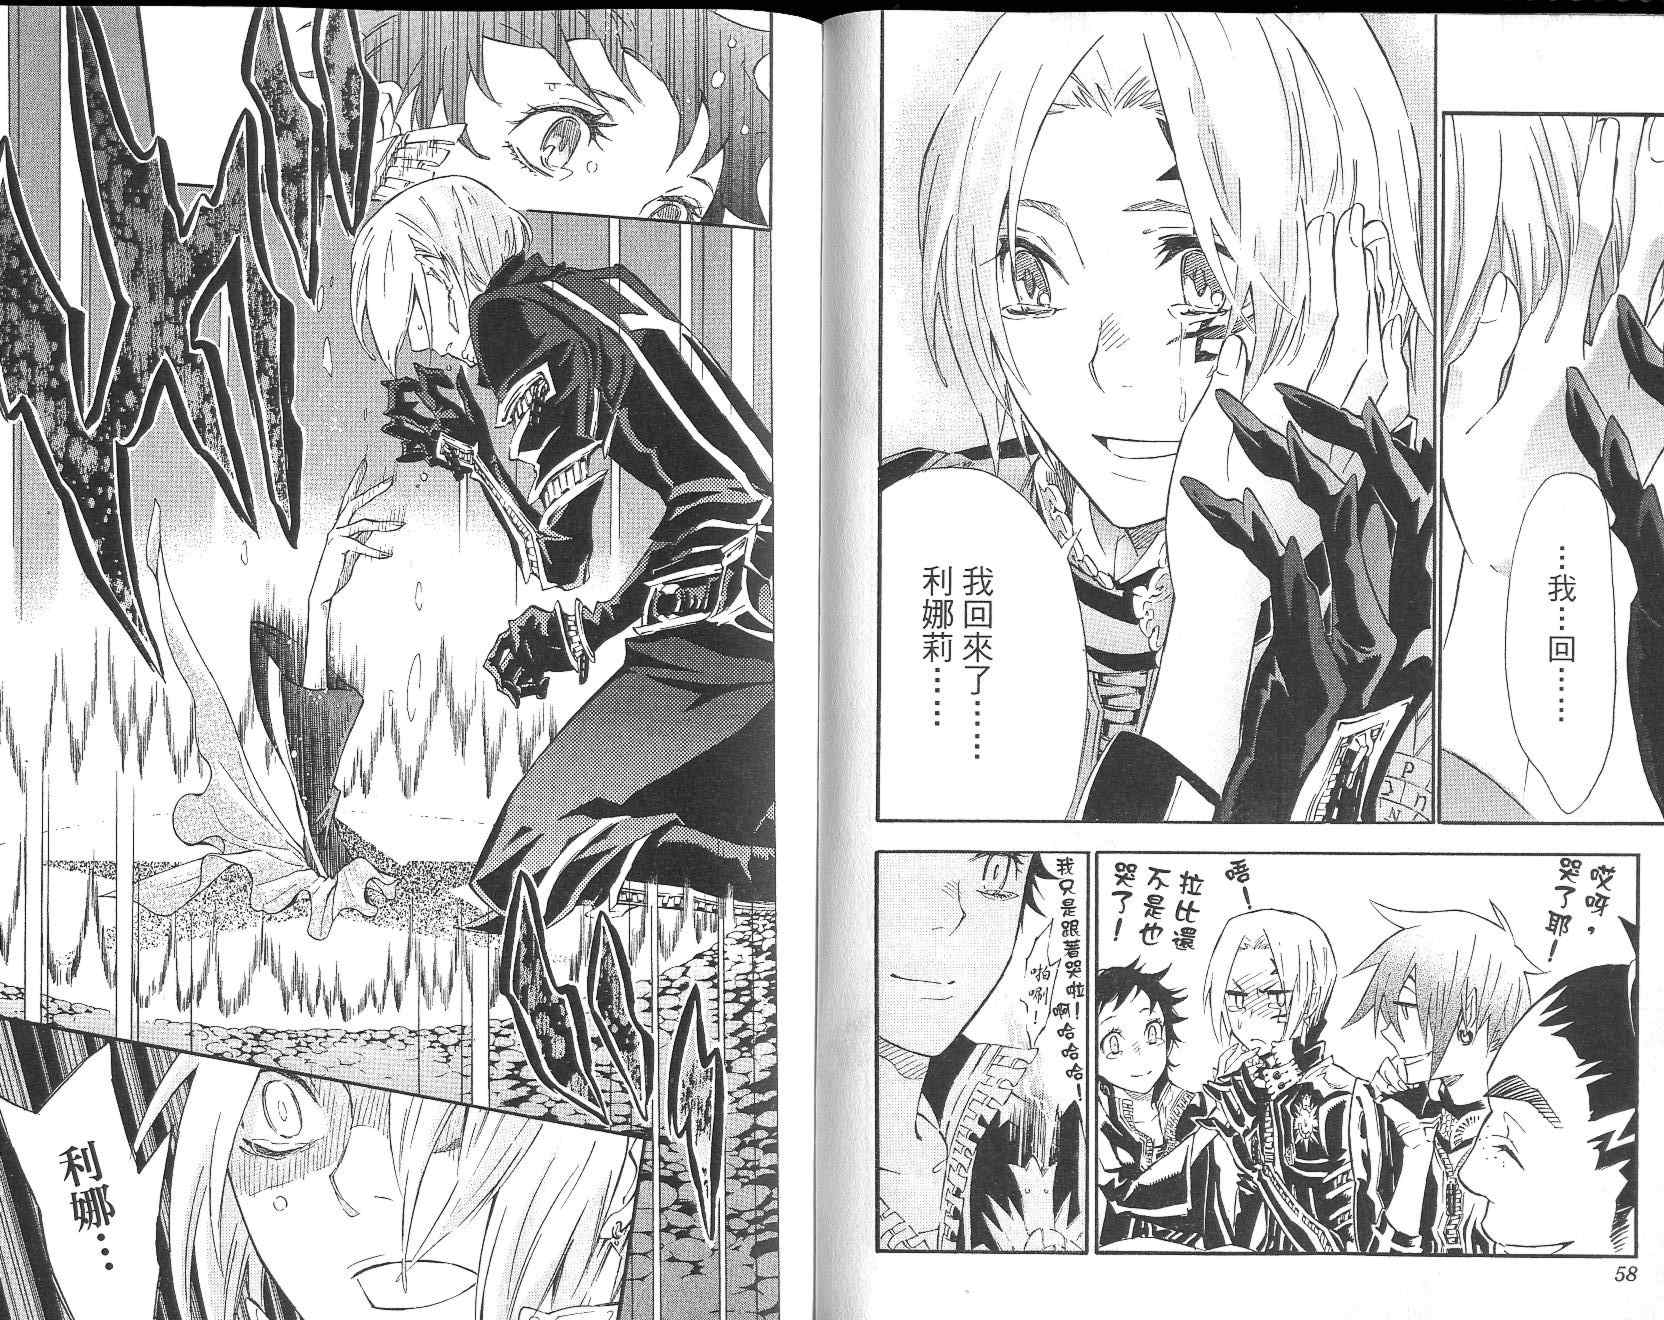 …我…回……
我回來了……
利娜莉……
哎呀，
哭了耶！
唔！
拉比還
不是也
哭了！
我只是跟著哭啦！
啊哈哈哈！
啪唰！
58
利娜…